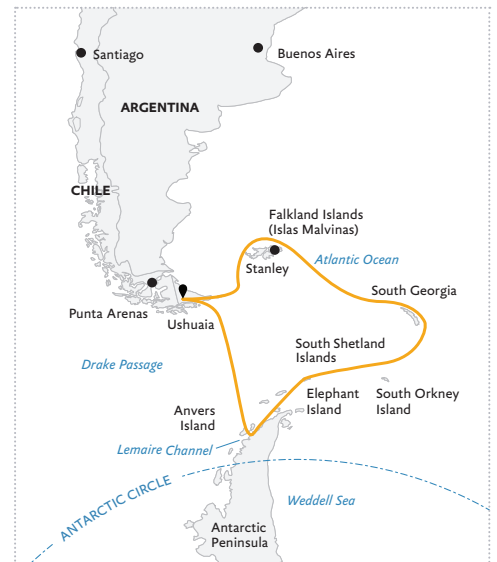 Santiago
Buenos Aires
ARGENTINA
CHILE
Falkland Islands
(Islas Malvinas)
Stanley
Atlantic Ocean
South Georgia
Punta Arenas
Ushuaia
South Shetland
Islands
Drake Passage
Elephant
Island
South Orkney
Island
Anvers
Island
Lemaire Channel
ANTARCTIC CIRCLE
Weddell Sea
Antarctic
Peninsula